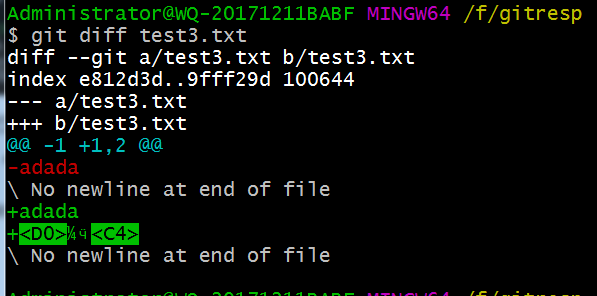 Administrator@WQ-20171211BABF MINGW64 /f/gitresp
$ git diff test3.txt
diff --git a/test3.txt b/test3.txt
index e812d3d..9fff29d 100644
--- a/test3.txt
+++ b/test3.txt
@@ -1 +1,2 @@
-adada
\ No newline at end of file
+adada
+<D0>¼ӵ<C4>
\ No newline at end of file
Administrator@WQ-20171211BABF MINGW64 /f/gitresp